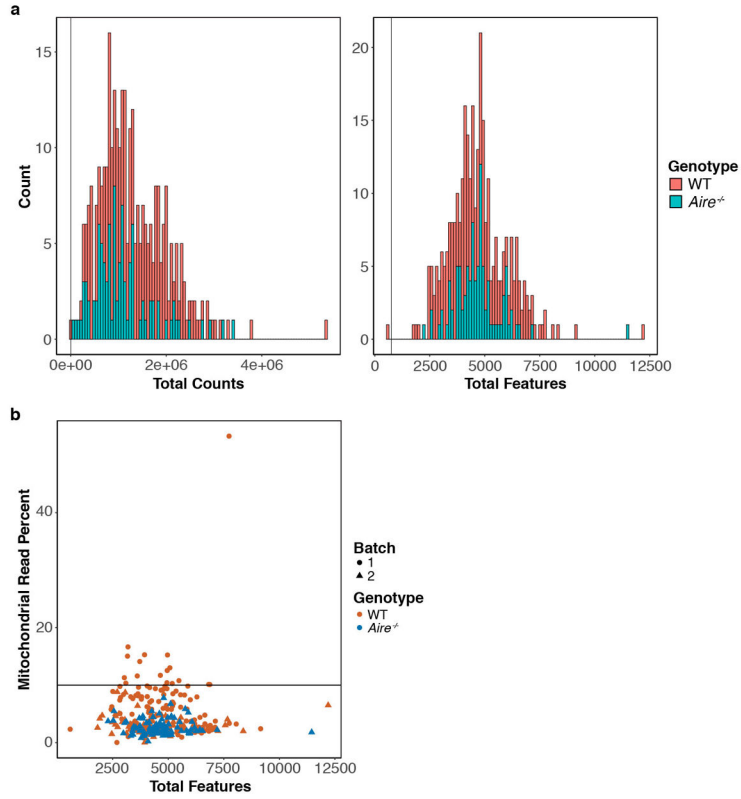 a
Count
15
10
5
0
0e+00 2e+06 4e+06
Total Counts
20
15
10
5
0
0 2500 5000 7500 10000 12500
Total Features
Genotype
WT
Aire-/-
b
Mitochondrial Read Percent
40
20
0
2500 5000 7500 10000 12500
Total Features
Batch
1
2
Genotype
WT
Aire-/-